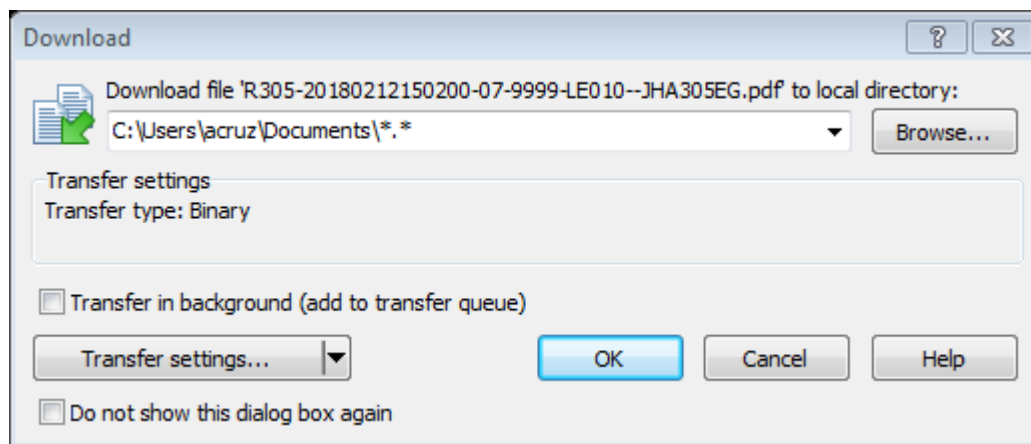 Download
Download file 'R305-20180212150200-07-9999-LE010--JHA305EG.pdf' to local directory:
C:\Users\acruz\Documents\*.*
Browse...
Transfer settings
Transfer type: Binary
Transfer in background (add to transfer queue)
Transfer settings...
OK
Cancel
Help
Do not show this dialog box again